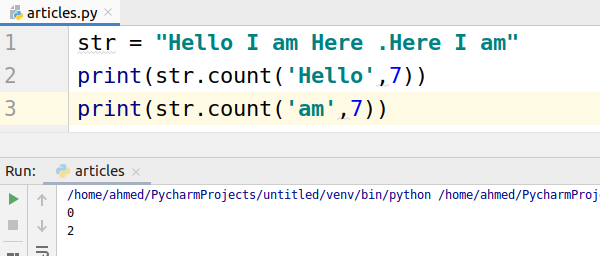 articles.py ×
1 str = "Hello I am Here .Here I am"
2 print(str.count('Hello',7))
3 print(str.count('am',7))
Run: articles ×
/home/ahmed/PycharmProjects/untitled/venv/bin/python /home/ahmed/PycharmProj
0
2